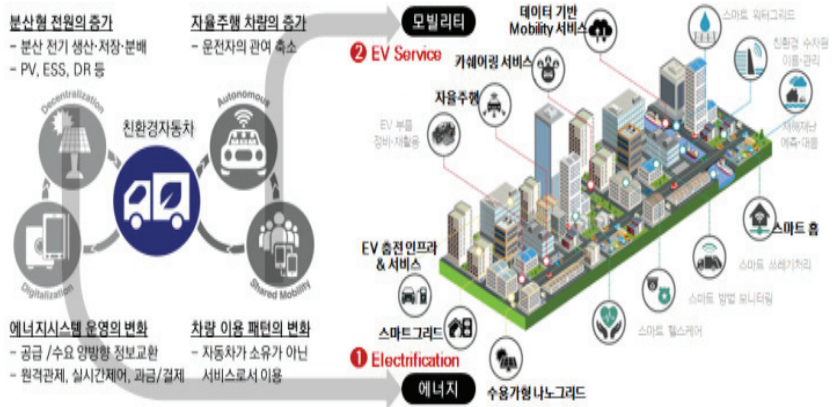 분산형 전원의 증가
- 분산 전기 생산·저장·분배
- PV, ESS, DR 등
자율주행 차량의 증가
- 운전자의 관여 축소
Decentralization
Autonomous
친환경자동차
Digitalization
Shared Mobility
에너지시스템 운영의 변화
- 공급 /수요 양방향 정보교환
- 원격관제, 실시간제어, 과금/결제
차량 이용 패턴의 변화
- 자동차가 소유가 아닌
서비스로서 이용
모빌리티
2 EV Service
1 Electrification
에너지
데이터 기반
Mobility 서비스
카쉐어링 서비스
자율주행
EV 부품
정비·재활용
EV 충전 인프라
& 서비스
스마트그리드
수용가형 나노그리드
스마트 워터그리드
친환경 수자원
이용·관리
재해재난
예측·대응
스마트 홈
스마트 쓰레기처리
스마트 방범 모니터링
스마트 헬스케어